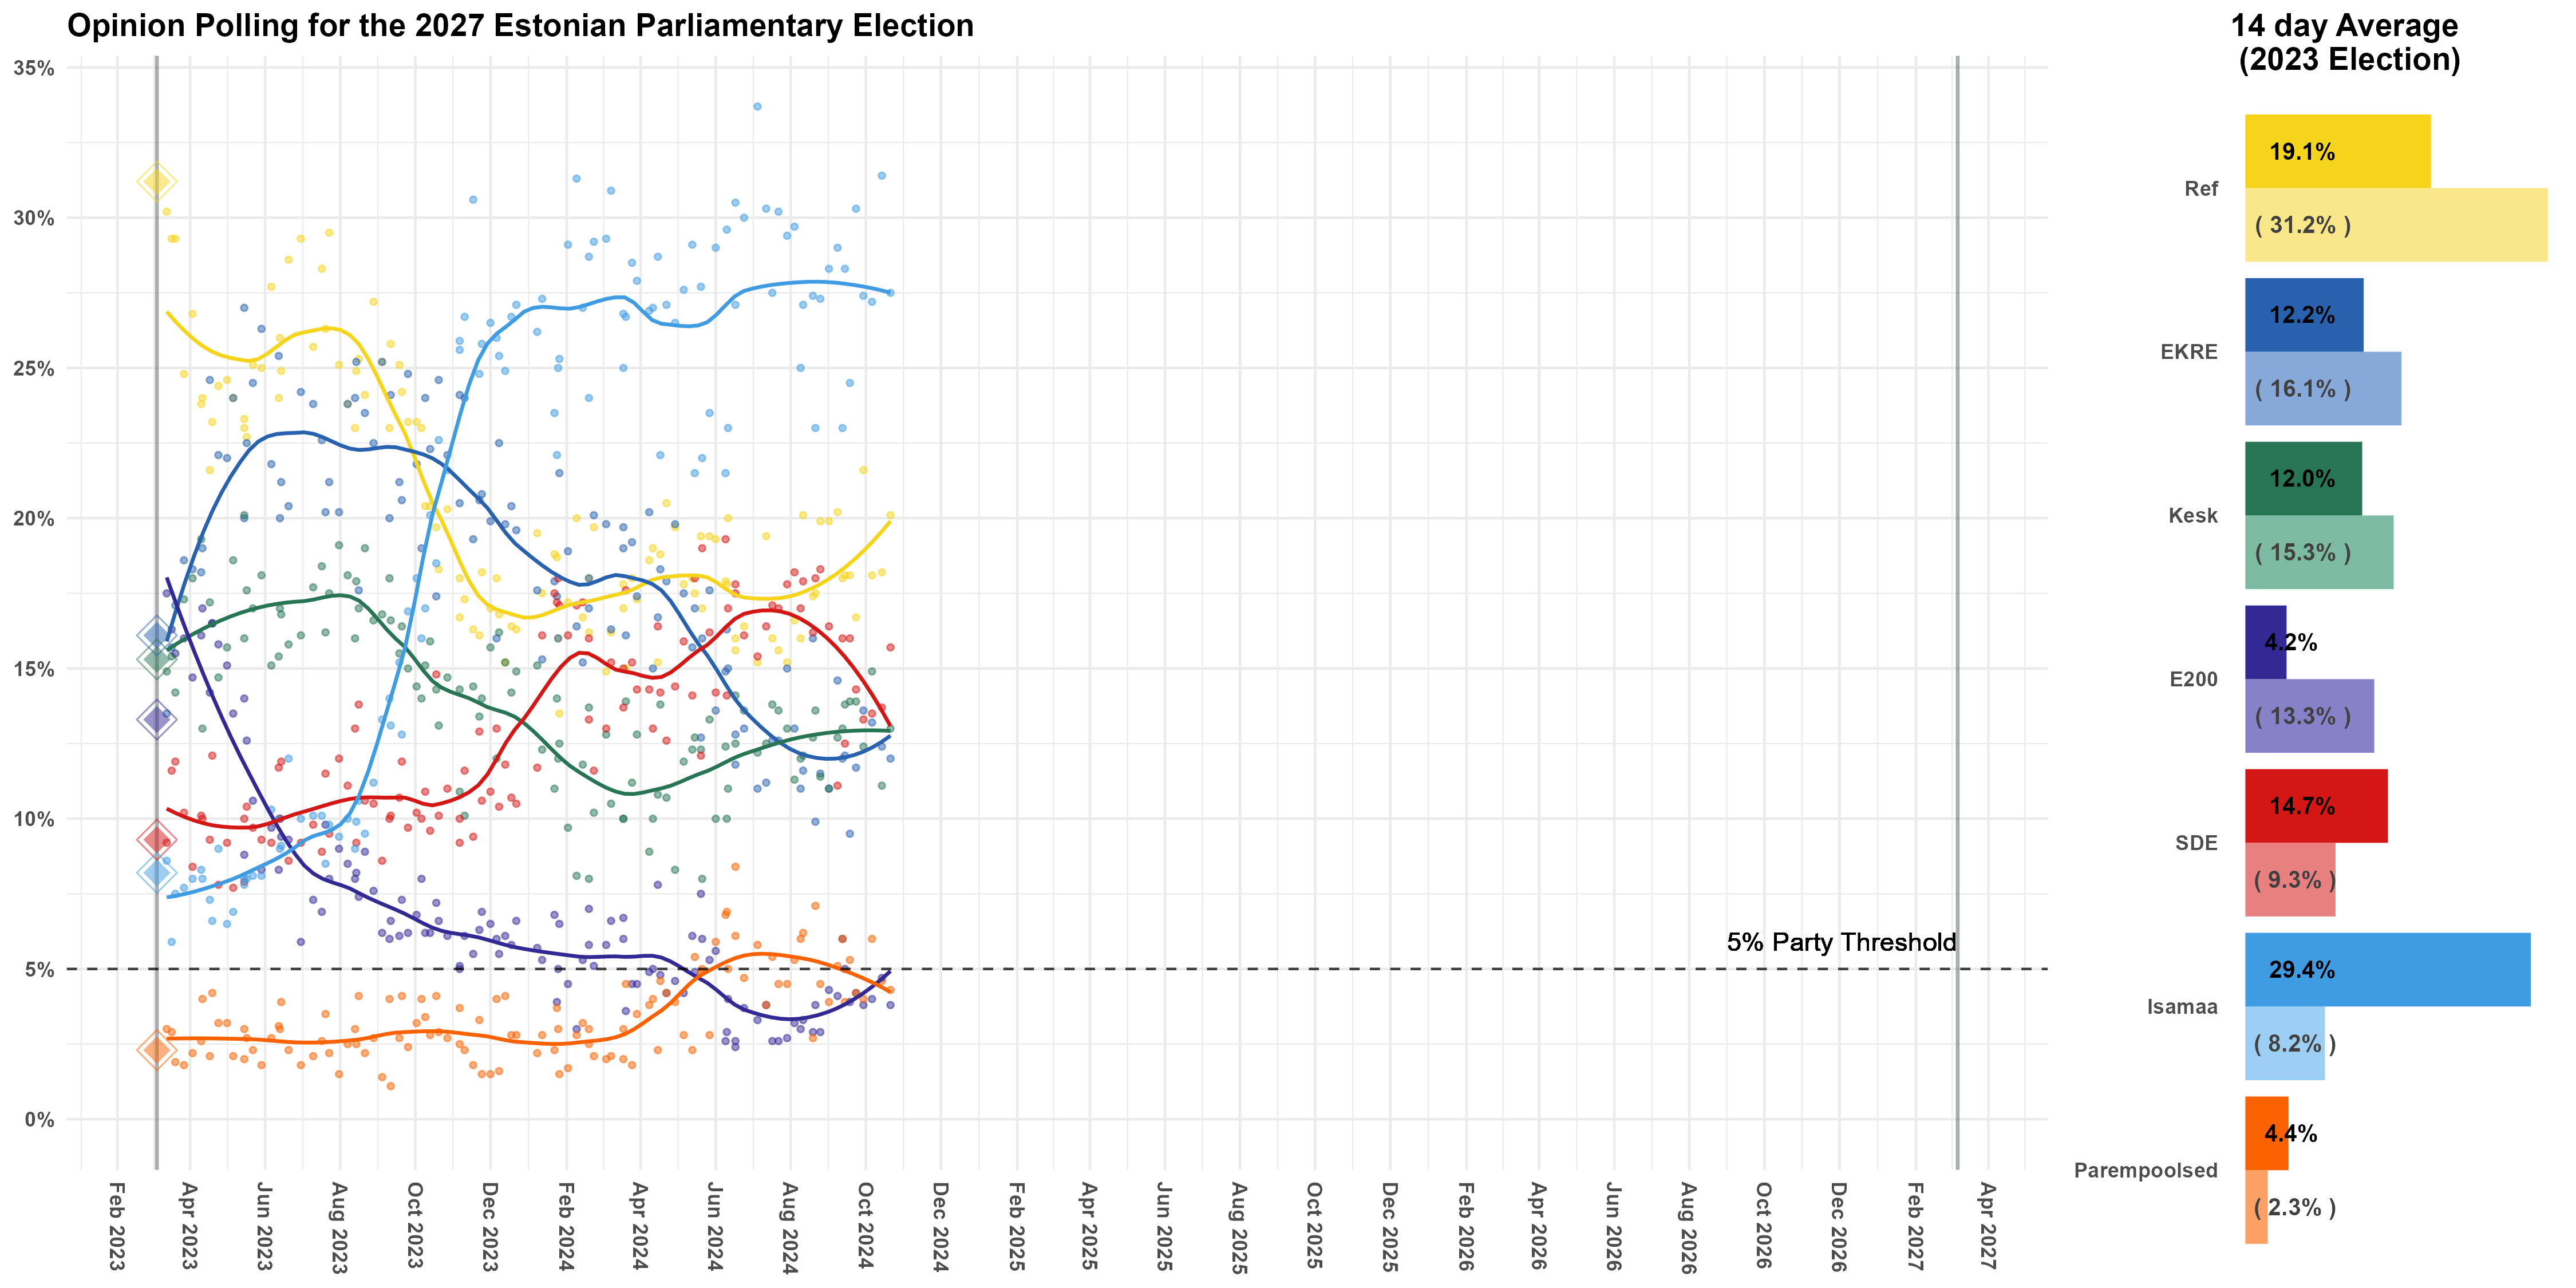 Opinion Polling for the 2027 Estonian Parliamentary Election
35%
30%
25%
20%
15%
10%
5%
0%
5% Party Threshold
Feb 2023
Apr 2023
Jun 2023
Aug 2023
Oct 2023
Dec 2023
Feb 2024
Apr 2024
Jun 2024
Aug 2024
Oct 2024
Dec 2024
Feb 2025
Apr 2025
Jun 2025
Aug 2025
Oct 2025
Dec 2025
Feb 2026
Apr 2026
Jun 2026
Aug 2026
Oct 2026
Dec 2026
Feb 2027
Apr 2027
14 day Average
(2023 Election)
Ref
19.1%
( 31.2% )
EKRE
12.2%
( 16.1% )
Kesk
12.0%
( 15.3% )
E200
4.2%
( 13.3% )
SDE
14.7%
( 9.3% )
Isamaa
29.4%
( 8.2% )
Parempoolsed
4.4%
( 2.3% )